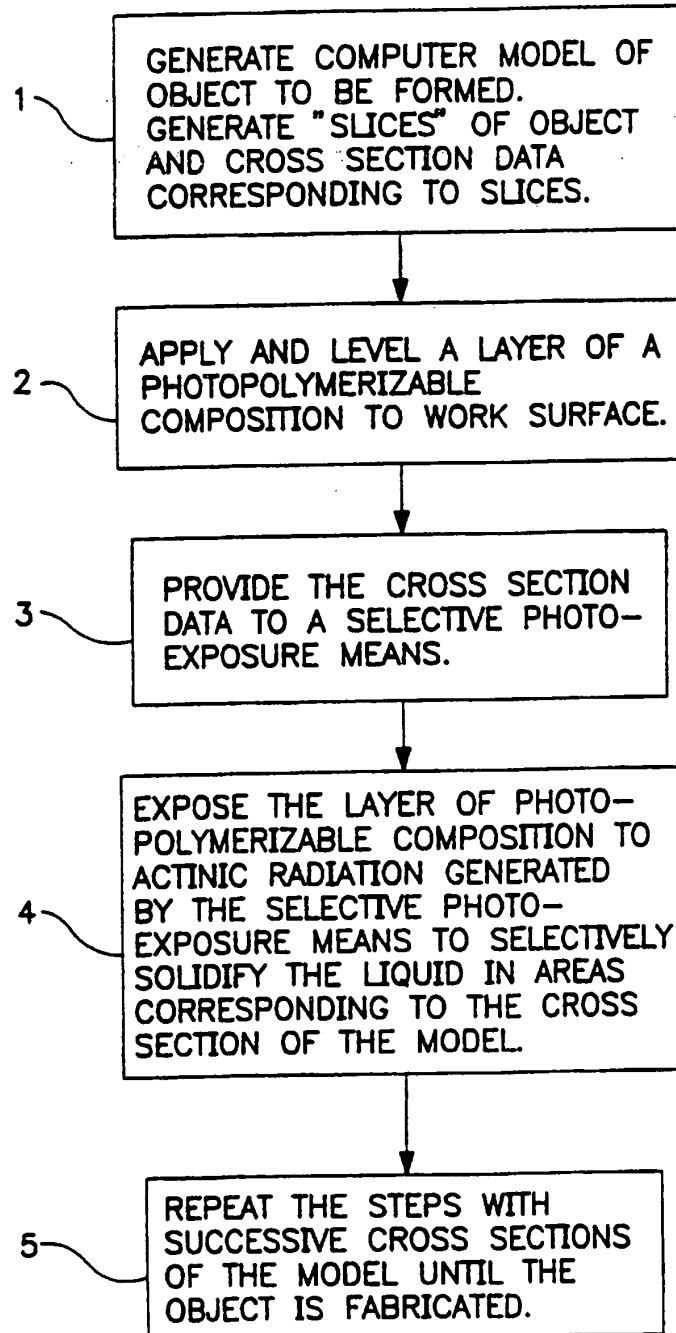 1
GENERATE COMPUTER MODEL OF
OBJECT TO BE FORMED.
GENERATE "SLICES" OF OBJECT
AND CROSS SECTION DATA
CORRESPONDING TO SLICES.
2
APPLY AND LEVEL A LAYER OF A
PHOTOPOLYMERIZABLE
COMPOSITION TO WORK SURFACE.
3
PROVIDE THE CROSS SECTION
DATA TO A SELECTIVE PHOTO-
EXPOSURE MEANS.
4
EXPOSE THE LAYER OF PHOTO-
POLYMERIZABLE COMPOSITION TO
ACTINIC RADIATION GENERATED
BY THE SELECTIVE PHOTO-
EXPOSURE MEANS TO SELECTIVELY
SOLIDIFY THE LIQUID IN AREAS
CORRESPONDING TO THE CROSS
SECTION OF THE MODEL.
5
REPEAT THE STEPS WITH
SUCCESSIVE CROSS SECTIONS
OF THE MODEL UNTIL THE
OBJECT IS FABRICATED.